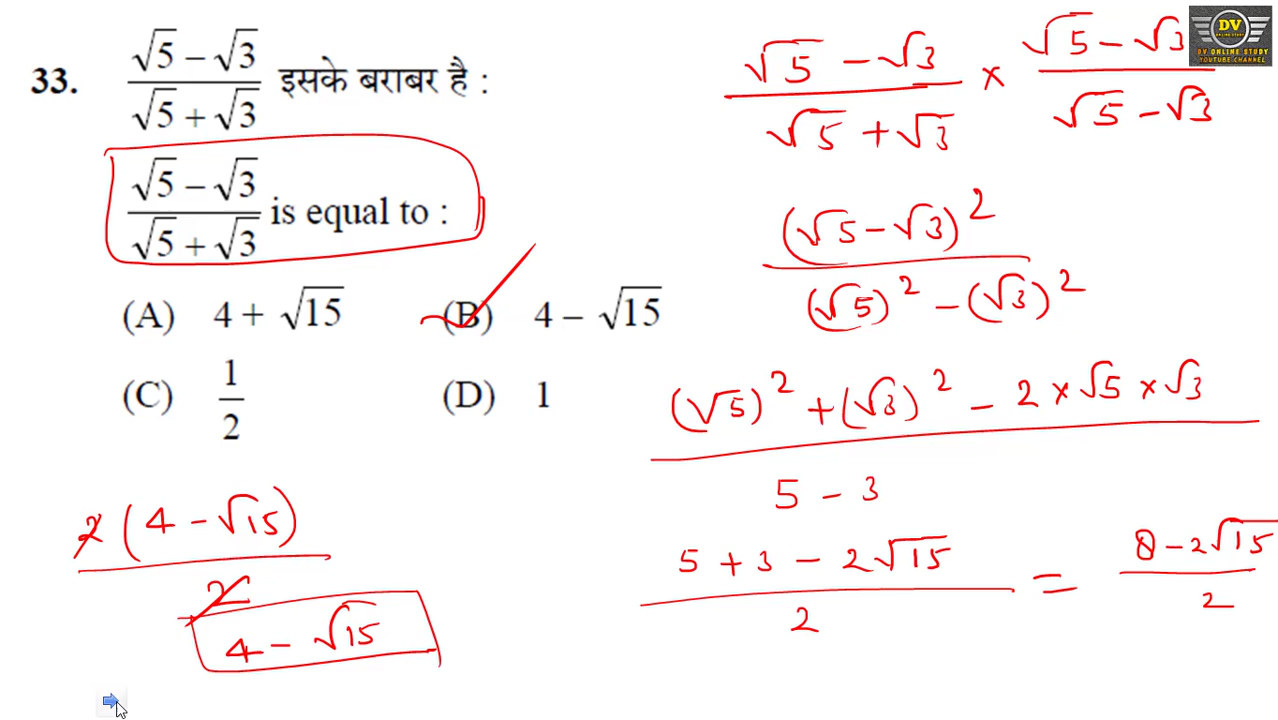 33. (√5 − √3)/(√5 + √3) इसके बराबर है :
(√5 − √3)/(√5 + √3) is equal to :
(A) 4 + √15 (B) 4 − √15
(C) 1/2 (D) 1
2(4 − √15)/2
4 − √15
DV
DV ONLINE STUDY
YOUTUBE CHANNEL
(√5 − √3)/(√5 + √3) × (√5 − √3)/(√5 − √3)
(√5 − √3)²/((√5)² − (√3)²)
((√5)² + (√3)² − 2 × √5 × √3)/(5 − 3)
(5 + 3 − 2√15)/2 = (8 − 2√15)/2